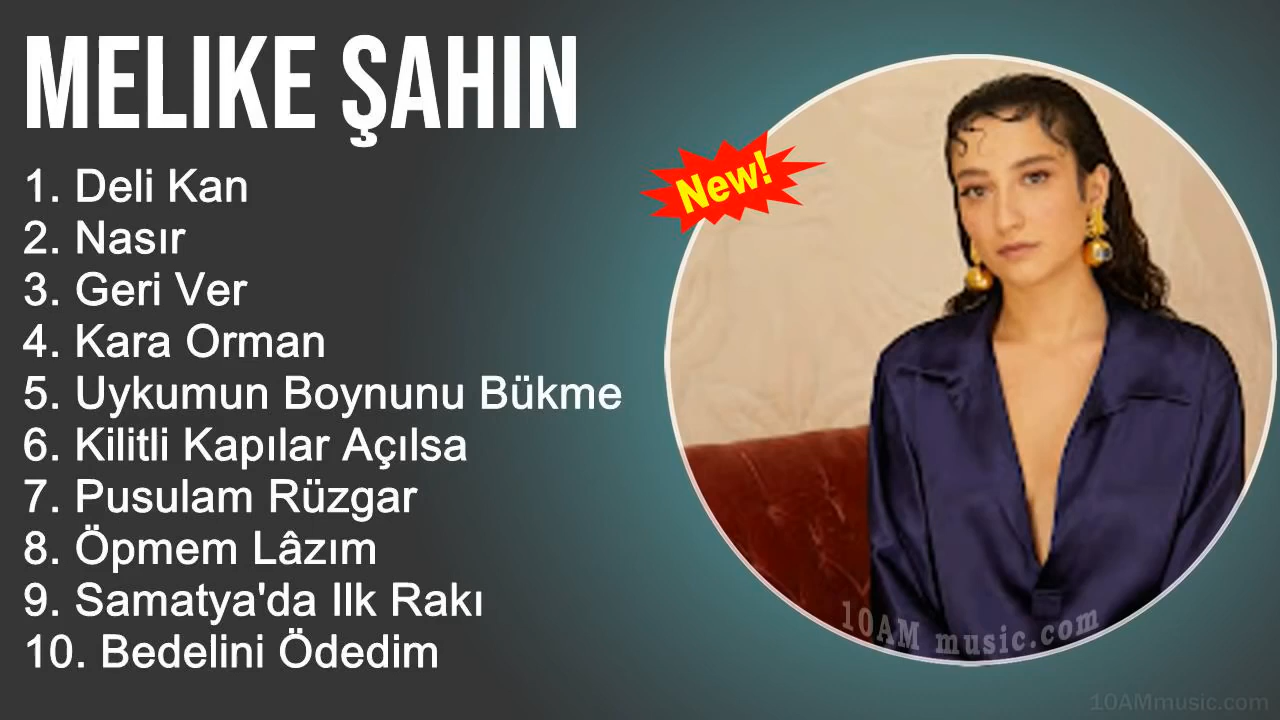 MELIKE ŞAHIN
New!
1. Deli Kan
2. Nasır
3. Geri Ver
4. Kara Orman
5. Uykumun Boynunu Bükme
6. Kilitli Kapılar Açılsa
7. Pusulam Rüzgar
8. Öpmem Lâzım
9. Samatya'da Ilk Rakı
10. Bedelini Ödedim
10AM music.com
10AMmusic.com